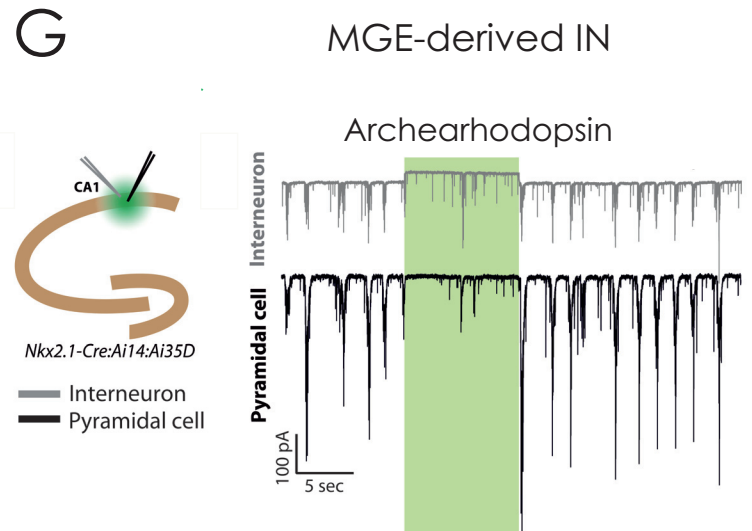 G
MGE-derived IN
Archearhodopsin
CA1
Interneuron
Pyramidal cell
Nkx2.1-Cre:Ai14:Ai35D
Interneuron
Pyramidal cell
100 pA
5 sec